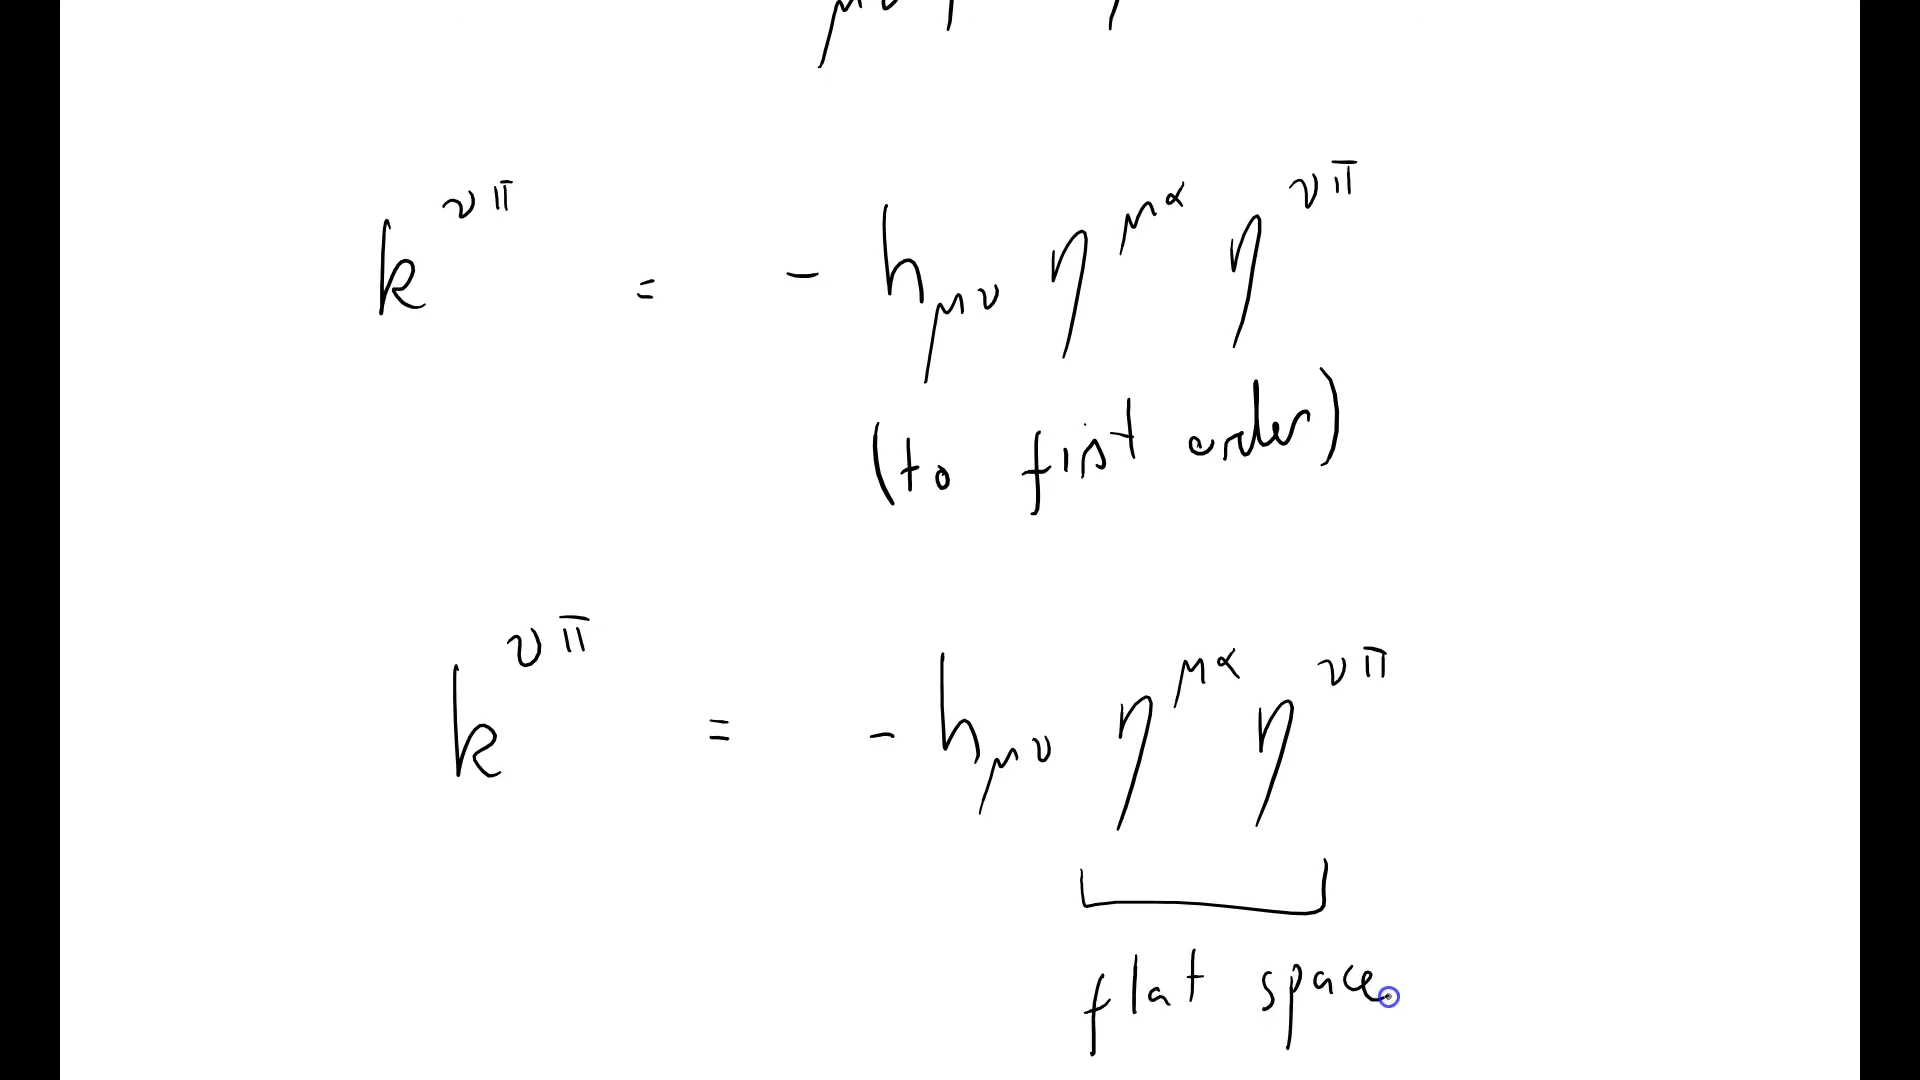 k^{νπ} = - h_{μν} η^{μα} η^{νπ}
(to first order)
k^{νπ} = - h_{μν} η^{μα} η^{νπ}
flat space